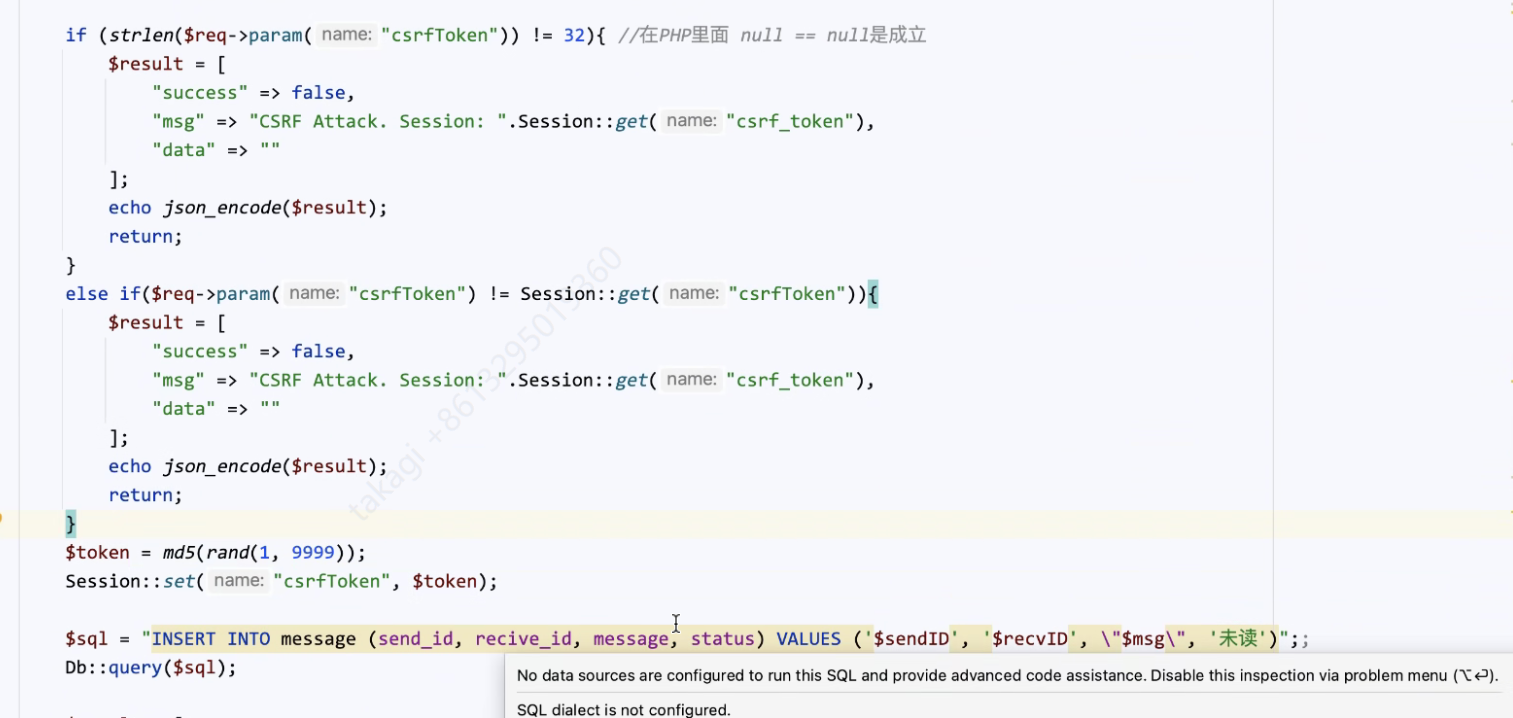 if (strlen($req->param( name: "csrfToken")) != 32){ //在PHP里面 null == null是成立
$result = [
"success" => false,
"msg" => "CSRF Attack. Session: ".Session::get( name: "csrf_token"),
"data" => ""
];
echo json_encode($result);
return;
}
else if($req->param( name: "csrfToken") != Session::get( name: "csrfToken")){
$result = [
"success" => false,
"msg" => "CSRF Attack. Session: ".Session::get( name: "csrf_token"),
"data" => ""
];
echo json_encode($result);
return;
}
$token = md5(rand(1, 9999));
Session::set( name: "csrfToken", $token);
$sql = "INSERT INTO message (send_id, recive_id, message, status) VALUES ('$sendID', '$recvID', \"$msg\", '未读')";;
Db::query($sql);
No data sources are configured to run this SQL and provide advanced code assistance. Disable this inspection via problem menu (⌥⏎).
SQL dialect is not configured.